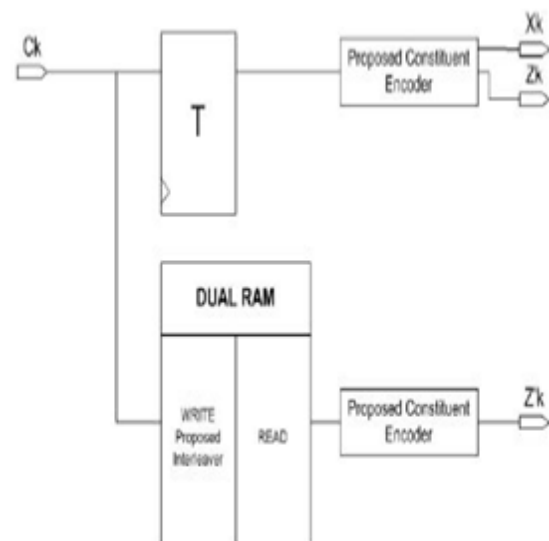 Ck
T
Proposed Constituent
Encoder
Xk
Zk
DUAL RAM
WRITE
Proposed
Interleaver
READ
Proposed Constituent
Encoder
Z'k